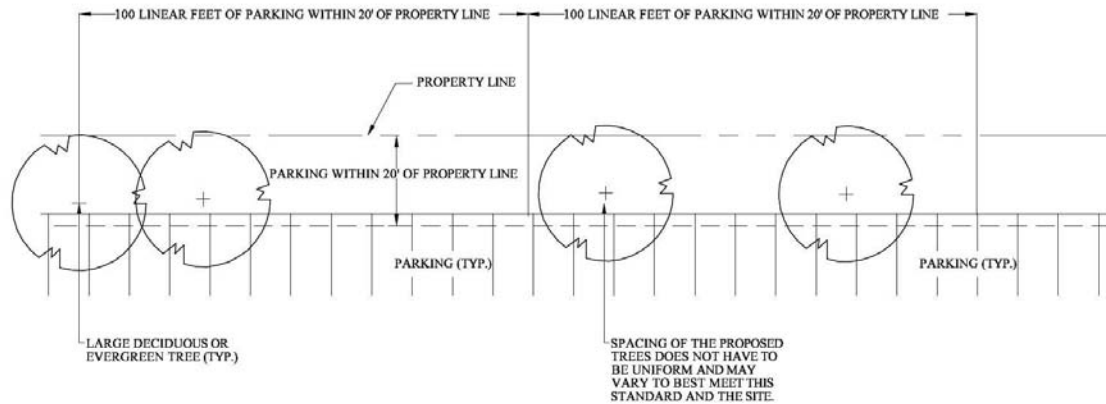 100 LINEAR FEET OF PARKING WITHIN 20' OF PROPERTY LINE
100 LINEAR FEET OF PARKING WITHIN 20' OF PROPERTY LINE
PROPERTY LINE
PARKING WITHIN 20' OF PROPERTY LINE
PARKING (TYP.)
PARKING (TYP.)
LARGE DECIDUOUS OR
EVERGREEN TREE (TYP.)
SPACING OF THE PROPOSED
TREES DOES NOT HAVE TO
BE UNIFORM AND MAY
VARY TO BEST MEET THIS
STANDARD AND THE SITE.